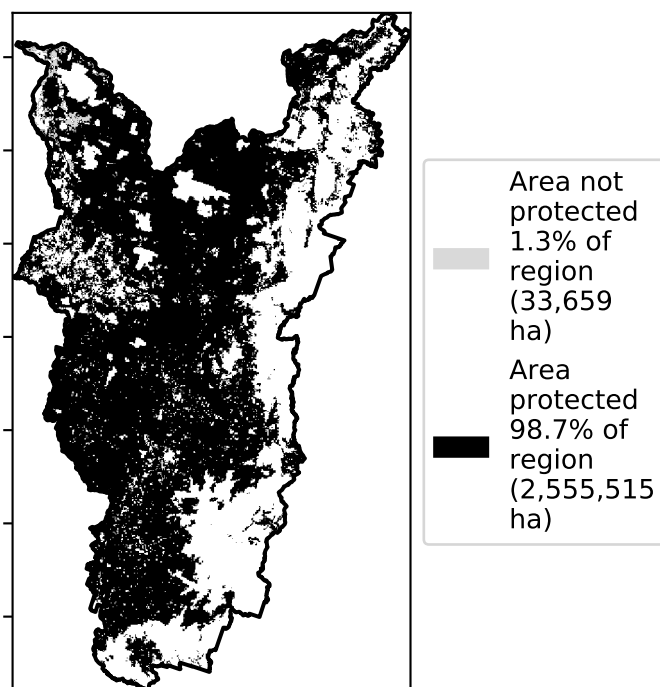 Area not
protected
1.3% of
region
(33,659
ha)
Area
protected
98.7% of
region
(2,555,515
ha)